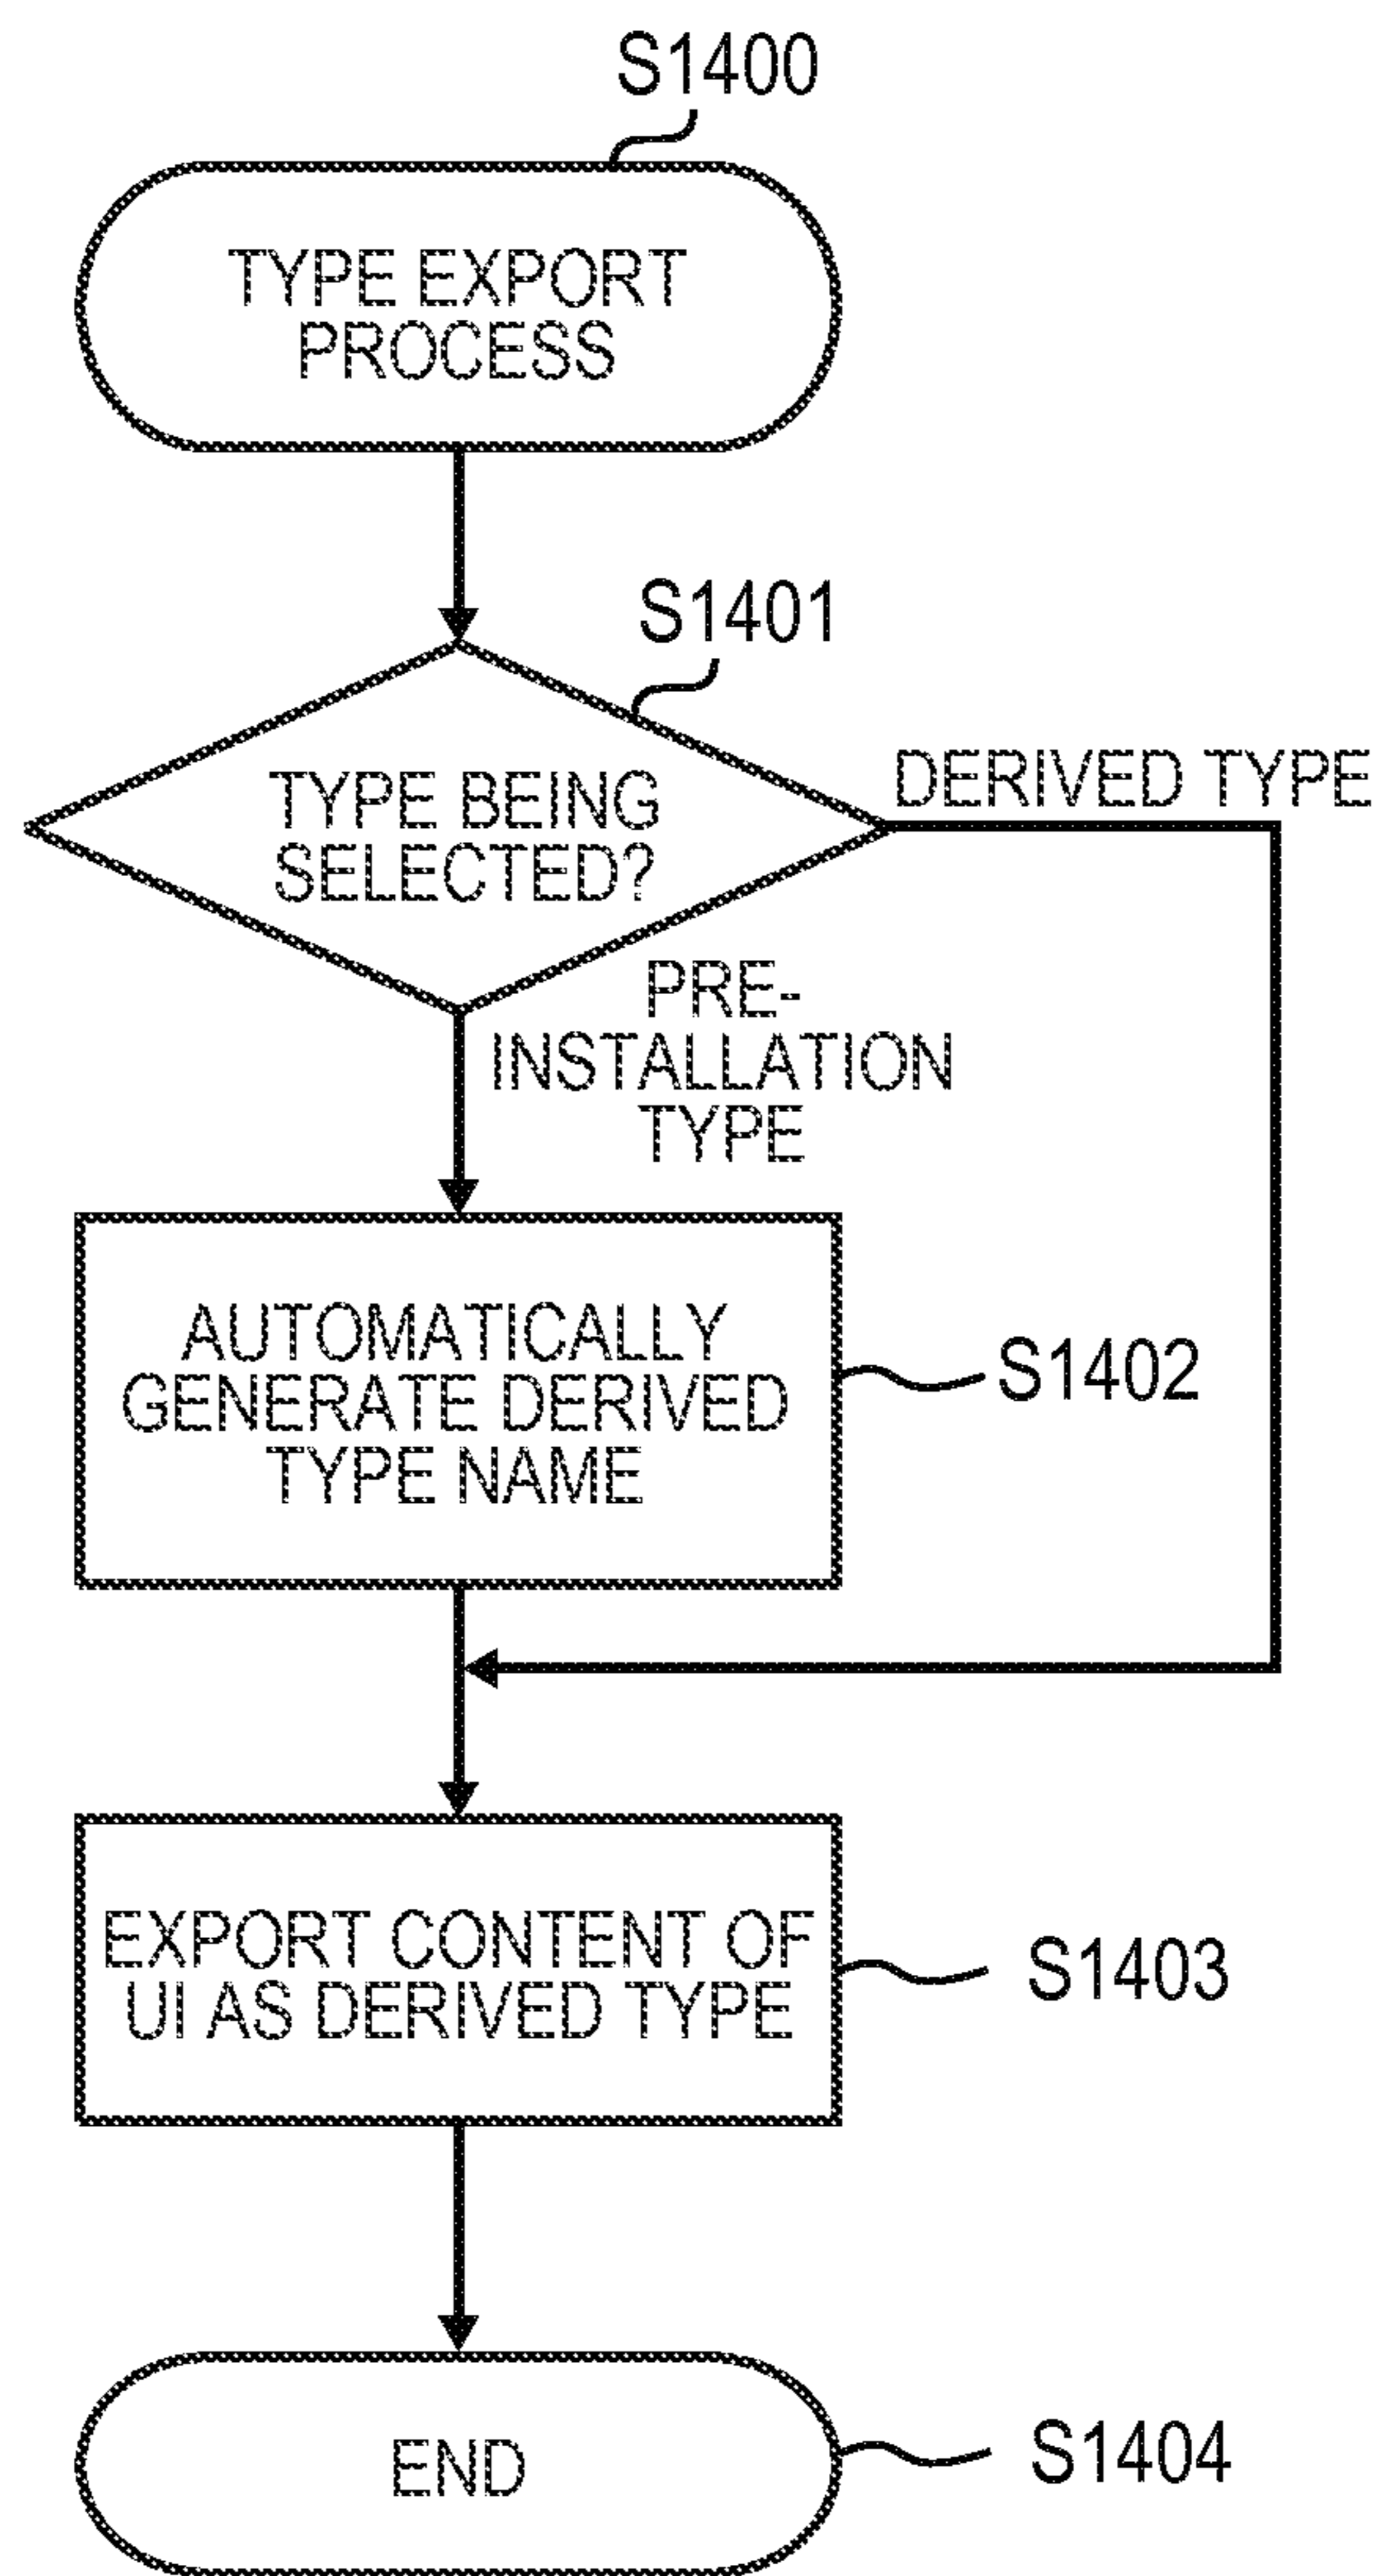 S1400
TYPE EXPORT
PROCESS
S1401
TYPE BEING
SELECTED?
DERIVED TYPE
PRE-
INSTALLATION
TYPE
AUTOMATICALLY
GENERATE DERIVED
TYPE NAME
S1402
EXPORT CONTENT OF
UI AS DERIVED TYPE
S1403
END
S1404